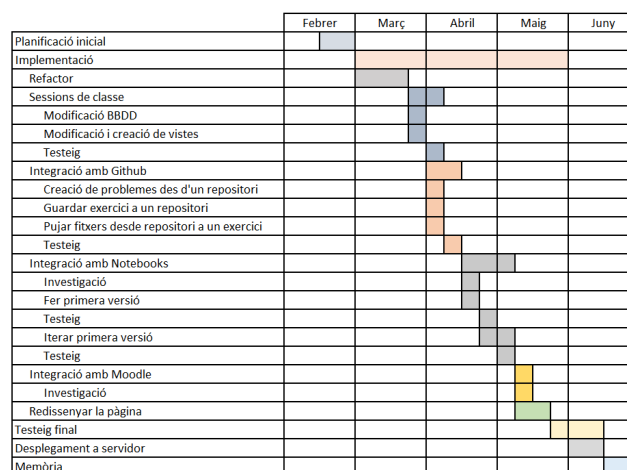 Febrer Març Abril Maig Juny
Planificació inicial
Implementació
Refactor
Sessions de classe
Modificació BBDD
Modificació i creació de vistes
Testeig
Integració amb Github
Creació de problemes des d'un repositori
Guardar exercici a un repositori
Pujar fitxers desde repositori a un exercici
Testeig
Integració amb Notebooks
Investigació
Fer primera versió
Testeig
Iterar primera versió
Testeig
Integració amb Moodle
Investigació
Redissenyar la pàgina
Testeig final
Desplegament a servidor
Memòria